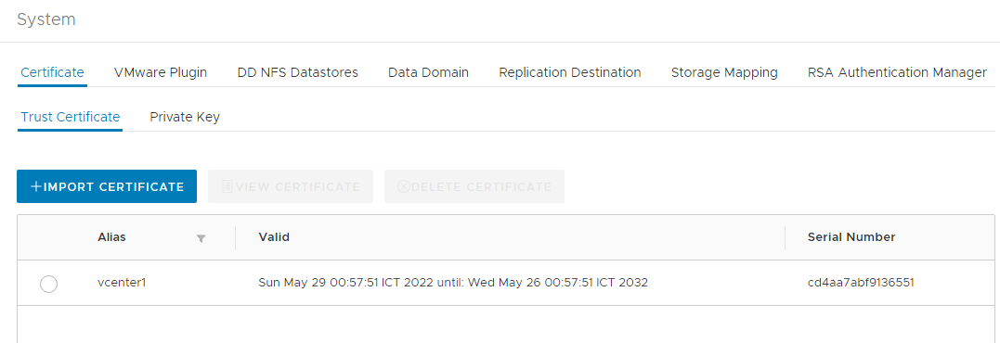 System
Certificate VMware Plugin DD NFS Datastores Data Domain Replication Destination Storage Mapping RSA Authentication Manager
Trust Certificate Private Key
+IMPORT CERTIFICATE VIEW CERTIFICATE DELETE CERTIFICATE
Alias Valid Serial Number
vcenter1 Sun May 29 00:57:51 ICT 2022 until: Wed May 26 00:57:51 ICT 2032 cd4aa7abf9136551